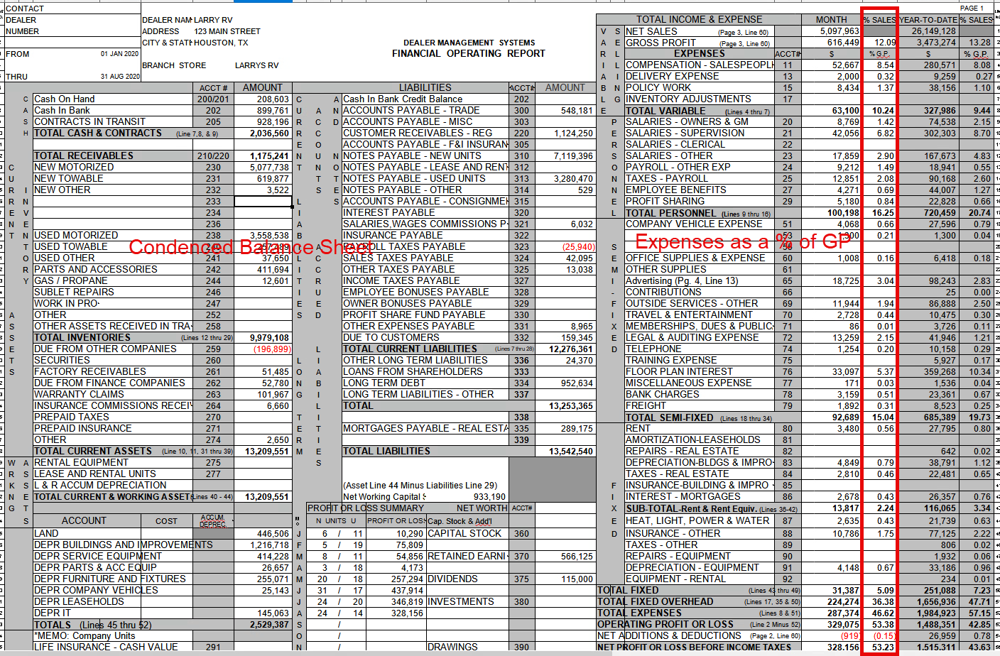 CONTACT
DEALER
NUMBER
FROM 01 JAN 2020
THRU 31 AUG 2020
DEALER NAM LARRY RV
ADDRESS 123 MAIN STREET
CITY & STATE HOUSTON, TX
BRANCH STORE LARRYS RV
DEALER MANAGEMENT SYSTEMS
FINANCIAL OPERATING REPORT
PAGE 1
ACCT # AMOUNT
Cash On Hand 200/201 208,603
Cash In Bank 202 899,761
CONTRACTS IN TRANSIT 205 928,196
TOTAL CASH & CONTRACTS (Line 7,8, & 9) 2,036,560
TOTAL RECEIVABLES 210/220 1,175,241
NEW MOTORIZED 230 5,077,738
NEW TOWABLE 231 619,877
NEW OTHER 232 3,522
233
234
236
USED MOTORIZED 238 3,558,538
USED TOWABLE
USED OTHER 241 37,650
PARTS AND ACCESSORIES 242 411,694
GAS / PROPANE 244 12,601
SUBLET REPAIRS 246
WORK IN PRO 247
OTHER 252
OTHER ASSETS RECEIVED IN TRA 258
TOTAL INVENTORIES (Lines 12 thru 29) 9,979,108
DUE FROM OTHER COMPANIES 259 (196,899)
SECURITIES 260
FACTORY RECEIVABLES 261 51,485
DUE FROM FINANCE COMPANIES 262 52,780
WARRANTY CLAIMS 263 101,967
INSURANCE COMMISSIONS RECEI 264 6,660
PREPAID TAXES 270
PREPAID INSURANCE 271
OTHER 274 2,650
TOTAL CURRENT ASSETS (Line 10, 11, 31 thru 39) 13,209,551
RENTAL EQUIPMENT 275
LEASE AND RENTAL UNITS 277
L & R ACCUM DEPRECIATION
TOTAL CURRENT & WORKING ASSET (Lines 40 - 44) 13,209,551
ACCOUNT COST ACCUM. DEPREC.
LAND 446,506
DEPR BUILDINGS AND IMPROVEMENTS 1,216,718
DEPR SERVICE EQUIPMENT 414,228
DEPR PARTS & ACC EQUIP 26,657
DEPR FURNITURE AND FIXTURES 255,071
DEPR COMPANY VEHICLES 25,143
DEPR LEASEHOLDS
DEPR IT 145,063
TOTALS (Lines 45 thru 52) 2,529,387
*MEMO: Company Units
LIFE INSURANCE - CASH VALUE 291
CURRENT ASSETS
CASH
INVENTORY
WRKNG ASSETS
Condensed Balance Sheet
LIABILITIES ACCT# AMOUNT
Cash In Bank Credit Balance 202
ACCOUNTS PAYABLE - TRADE 300 548,181
ACCOUNTS PAYABLE - MISC 303
CUSTOMER RECEIVABLES - REG 220 1,124,250
ACCOUNTS PAYABLE - F&I INSURAN 305
NOTES PAYABLE - NEW UNITS 310 7,119,396
NOTES PAYABLE - LEASE AND RENT 312
NOTES PAYABLE - USED UNITS 313 3,280,470
NOTES PAYABLE - OTHER 314 529
ACCOUNTS PAYABLE - CONSIGNME 315
INTEREST PAYABLE 320
SALARIES,WAGES COMMISSIONS P 321 6,032
INSURANCE PAYABLE 322
PAYROLL TAXES PAYABLE 323 (25,940)
SALES TAXES PAYABLE 324 42,095
OTHER TAXES PAYABLE 325 13,038
INCOME TAXES PAYABLE 327
EMPLOYEE BONUSES PAYABLE 328
OWNER BONUSES PAYABLE 329
PROFIT SHARE FUND PAYABLE 330
OTHER EXPENSES PAYABLE 331 8,965
DUE TO CUSTOMERS 332 159,345
TOTAL CURRENT LIABILITIES (Lines 7 thru 28) 12,276,361
OTHER LONG TERM LIABILITIES 336 24,370
LOANS FROM SHAREHOLDERS 333
LONG TERM DEBT 334 952,634
LONG TERM LIABILITIES - OTHER 337
TOTAL 13,253,365
338
MORTGAGES PAYABLE - REAL ESTA 335 289,175
339
TOTAL LIABILITIES 13,542,540
(Asset Line 44 Minus Liabilities Line 29)
Net Working Capital $ 933,190
CURRENT LIABILITIES
ACCOUNTS
AND NOTES
ACCRUED
LONG TERM
LIABILITIES
PROFIT OR LOSS SUMMARY NET WORTH ACCT#
MO N UNITS U PROFIT OR LOSS Cap. Stock & Add'l
J 6 / 11 10,290 CAPITAL STOCK 360
F 5 / 19 75,809
M 8 / 11 54,856 RETAINED EARNI 370 566,125
A 3 / 18 4,173
M 20 / 18 257,294 DIVIDENDS 375 115,000
J 31 / 17 437,914
J 24 / 20 346,819 INVESTMENTS 380
A 24 / 14 328,156
S /
O /
N / DRAWINGS 390
TOTAL INCOME & EXPENSE MONTH % SALES YEAR-TO-DATE % SALES
NET SALES (Page 3, Line 60) 5,097,963 26,149,128
GROSS PROFIT (Page 3, Line 60) 616,449 12.09 3,473,274 13.28
EXPENSES ACCT# $ % G.P. $ % G.P.
COMPENSATION - SALESPEOPL 11 52,667 8.54 280,571 8.08
DELIVERY EXPENSE 13 2,000 0.32 9,259 0.27
POLICY WORK 15 8,434 1.37 38,156 1.10
INVENTORY ADJUSTMENTS 17
TOTAL VARIABLE (Lines 4 thru 7) 63,100 10.24 327,986 9.44
SALARIES - OWNERS & GM 20 8,769 1.42 74,538 2.15
SALARIES - SUPERVISION 21 42,056 6.82 302,303 8.70
SALARIES - CLERICAL 22
SALARIES - OTHER 23 17,859 2.90 167,673 4.83
PAYROLL - OTHER EXP 24 9,212 1.49 18,941 0.55
TAXES - PAYROLL 25 12,851 2.08 90,168 2.60
EMPLOYEE BENEFITS 27 4,271 0.69 44,007 1.27
PROFIT SHARING 29 5,180 0.84 22,828 0.66
TOTAL PERSONNEL (Lines 9 thru 16) 100,198 16.25 720,459 20.74
COMPANY VEHICLE EXPENSE 51 4,068 0.66 27,596 0.79
53 1,300 0.21 1,300 0.04
Expenses as a % of GP
OFFICE SUPPLIES & EXPENSE 60 1,008 0.16 6,418 0.18
OTHER SUPPLIES 61
Advertising (Pg. 4, Line 13) 65 18,725 3.04 98,243 2.83
CONTRIBUTIONS 66 25 0.00
OUTSIDE SERVICES - OTHER 69 11,944 1.94 86,888 2.50
TRAVEL & ENTERTAINMENT 70 2,728 0.44 10,475 0.30
MEMBERSHIPS, DUES & PUBLIC 71 86 0.01 3,726 0.11
LEGAL & AUDITING EXPENSE 72 13,259 2.15 41,946 1.21
TELEPHONE 74 1,254 0.20 10,158 0.29
TRAINING EXPENSE 75 5,927 0.17
FLOOR PLAN INTEREST 76 33,097 5.37 359,268 10.34
MISCELLANEOUS EXPENSE 77 171 0.03 1,536 0.04
BANK CHARGES 78 3,159 0.51 23,361 0.67
FREIGHT 79 1,892 0.31 8,523 0.25
TOTAL SEMI-FIXED (Lines 18 thru 34) 92,689 15.04 685,389 19.73
RENT 80 3,480 0.56 27,795 0.80
AMORTIZATION-LEASEHOLDS 81
REPAIRS - REAL ESTATE 82 642 0.02
DEPRECIATION-BLDGS & IMPRO 83 4,849 0.79 38,791 1.12
TAXES - REAL ESTATE 84 2,810 0.46 22,481 0.65
INSURANCE-BUILDING & IMPRO 85
INTEREST - MORTGAGES 86 2,678 0.43 26,357 0.76
SUB-TOTAL-Rent & Rent Equiv. (Lines 36-42) 13,817 2.24 116,065 3.34
HEAT, LIGHT, POWER & WATER 87 2,635 0.43 21,739 0.63
INSURANCE - OTHER 88 10,786 1.75 77,125 2.22
TAXES - OTHER 89 806 0.02
REPAIRS - EQUIPMENT 90 1,932 0.06
DEPRECIATION - EQUIPMENT 91 4,148 0.67 33,186 0.96
EQUIPMENT - RENTAL 92 234 0.01
TOTAL FIXED (Lines 43 thru 49) 31,387 5.09 251,088 7.23
TOTAL FIXED OVERHEAD (Lines 17, 35 & 50) 224,274 36.38 1,656,936 47.71
TOTAL EXPENSES (Lines 8 & 51) 287,374 46.62 1,984,923 57.15
OPERATING PROFIT OR LOSS (Line 2 Minus 52) 329,075 53.38 1,488,351 42.85
NET ADDITIONS & DEDUCTIONS (Page 2, Line 60) (919) (0.15) 26,959 0.78
NET PROFIT OR LOSS BEFORE INCOME TAXES 328,156 53.23 1,515,311 43.63
VARIABLE
SELLING
PERSONNEL
SEMI-FIXED
FIXED